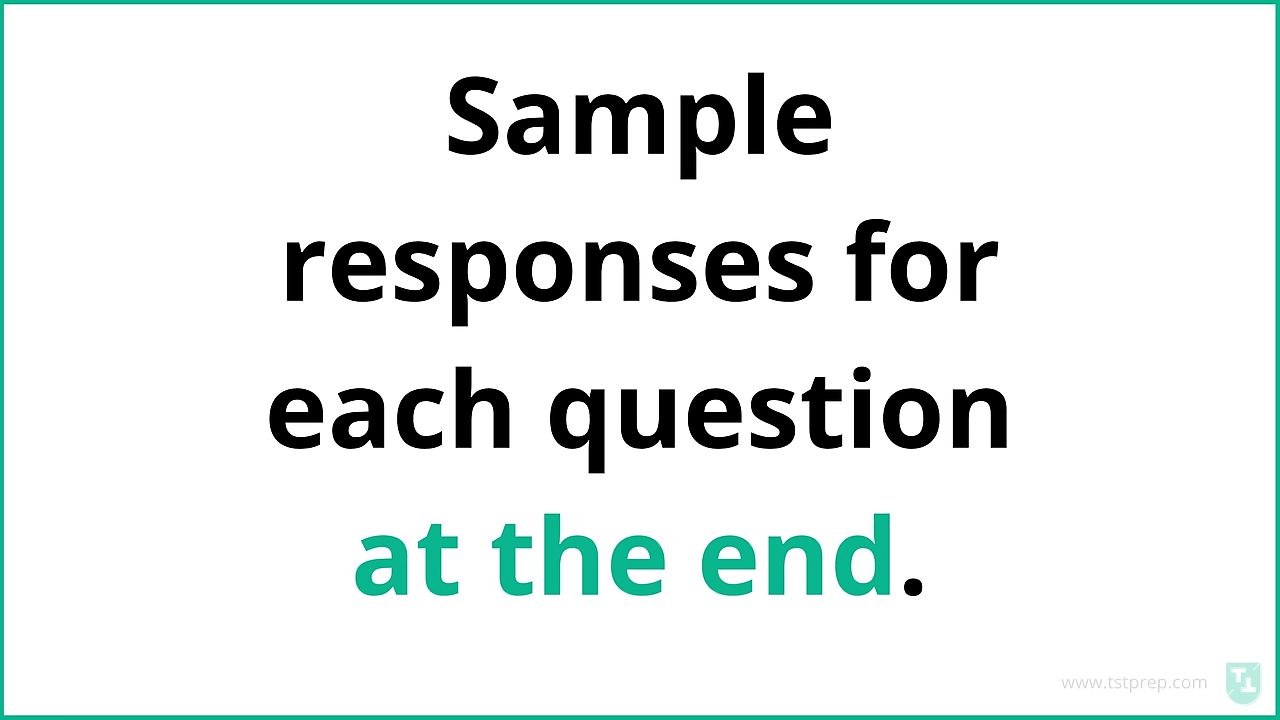 Sample
responses for
each question
at the end.
www.tstprep.com